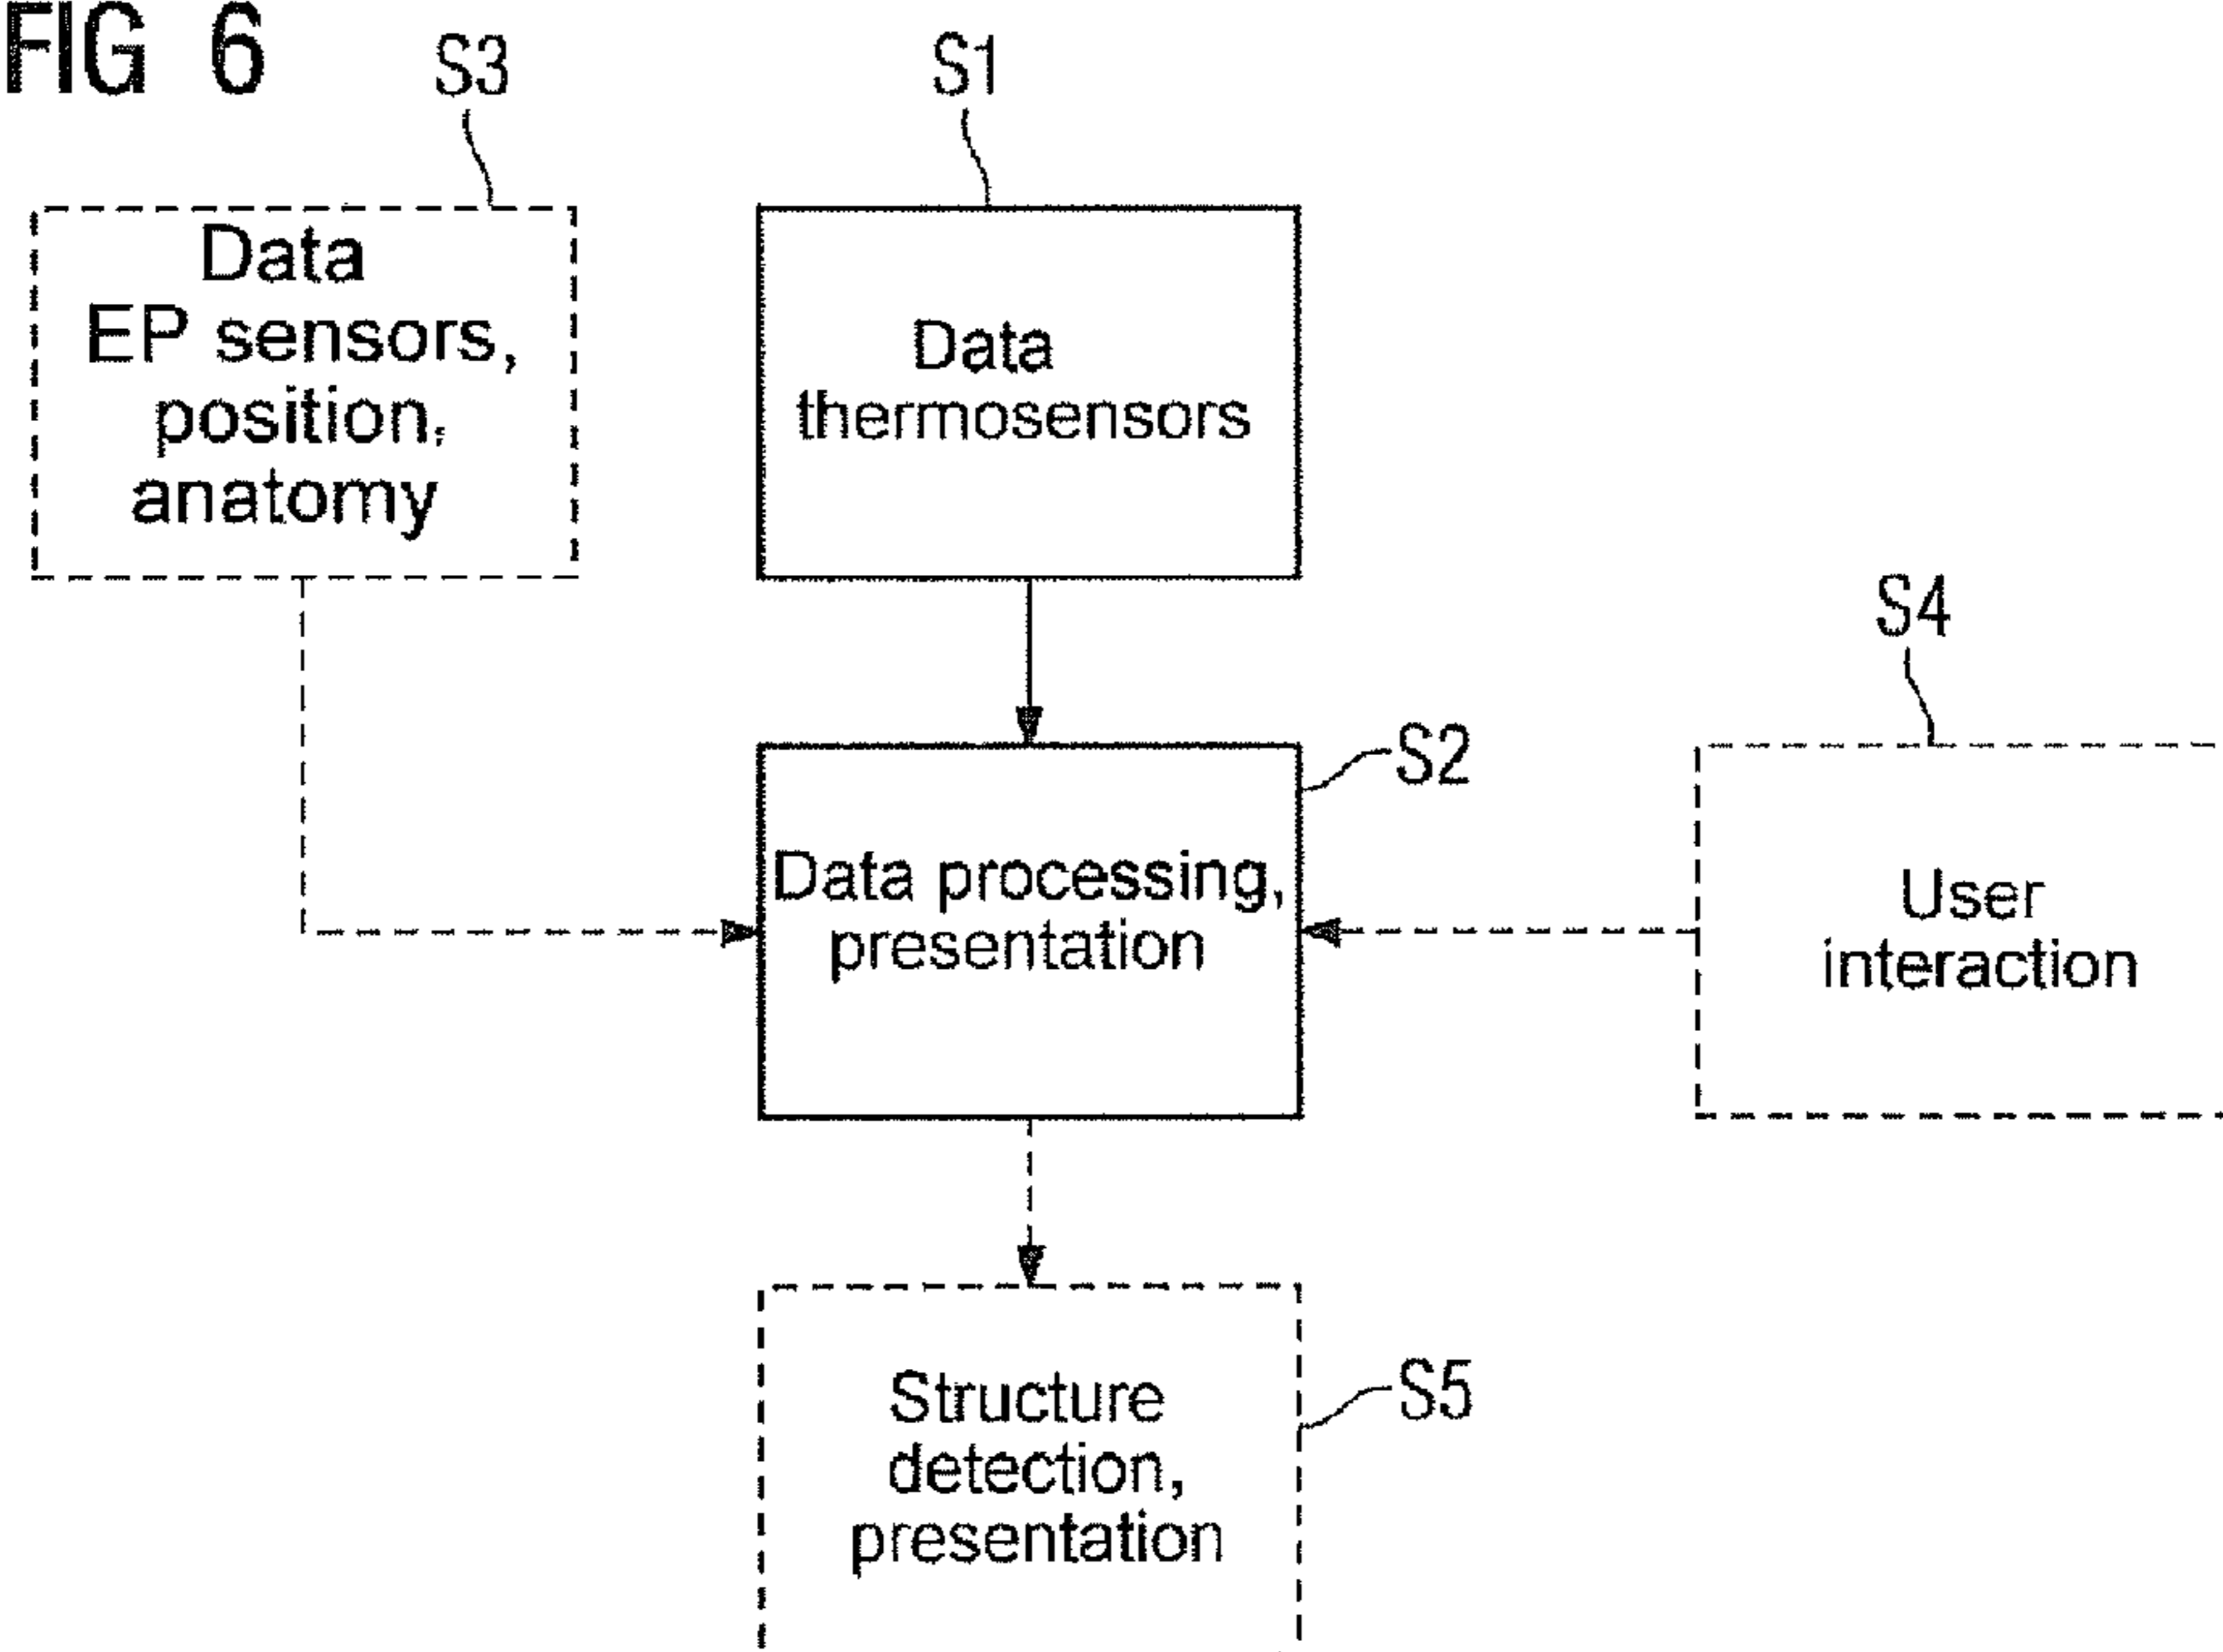 FIG 6
S3
S1
Data
EP sensors,
position,
anatomy
Data
thermosensors
S4
S2
Data processing,
presentation
User
interaction
Structure
detection,
presentation
S5